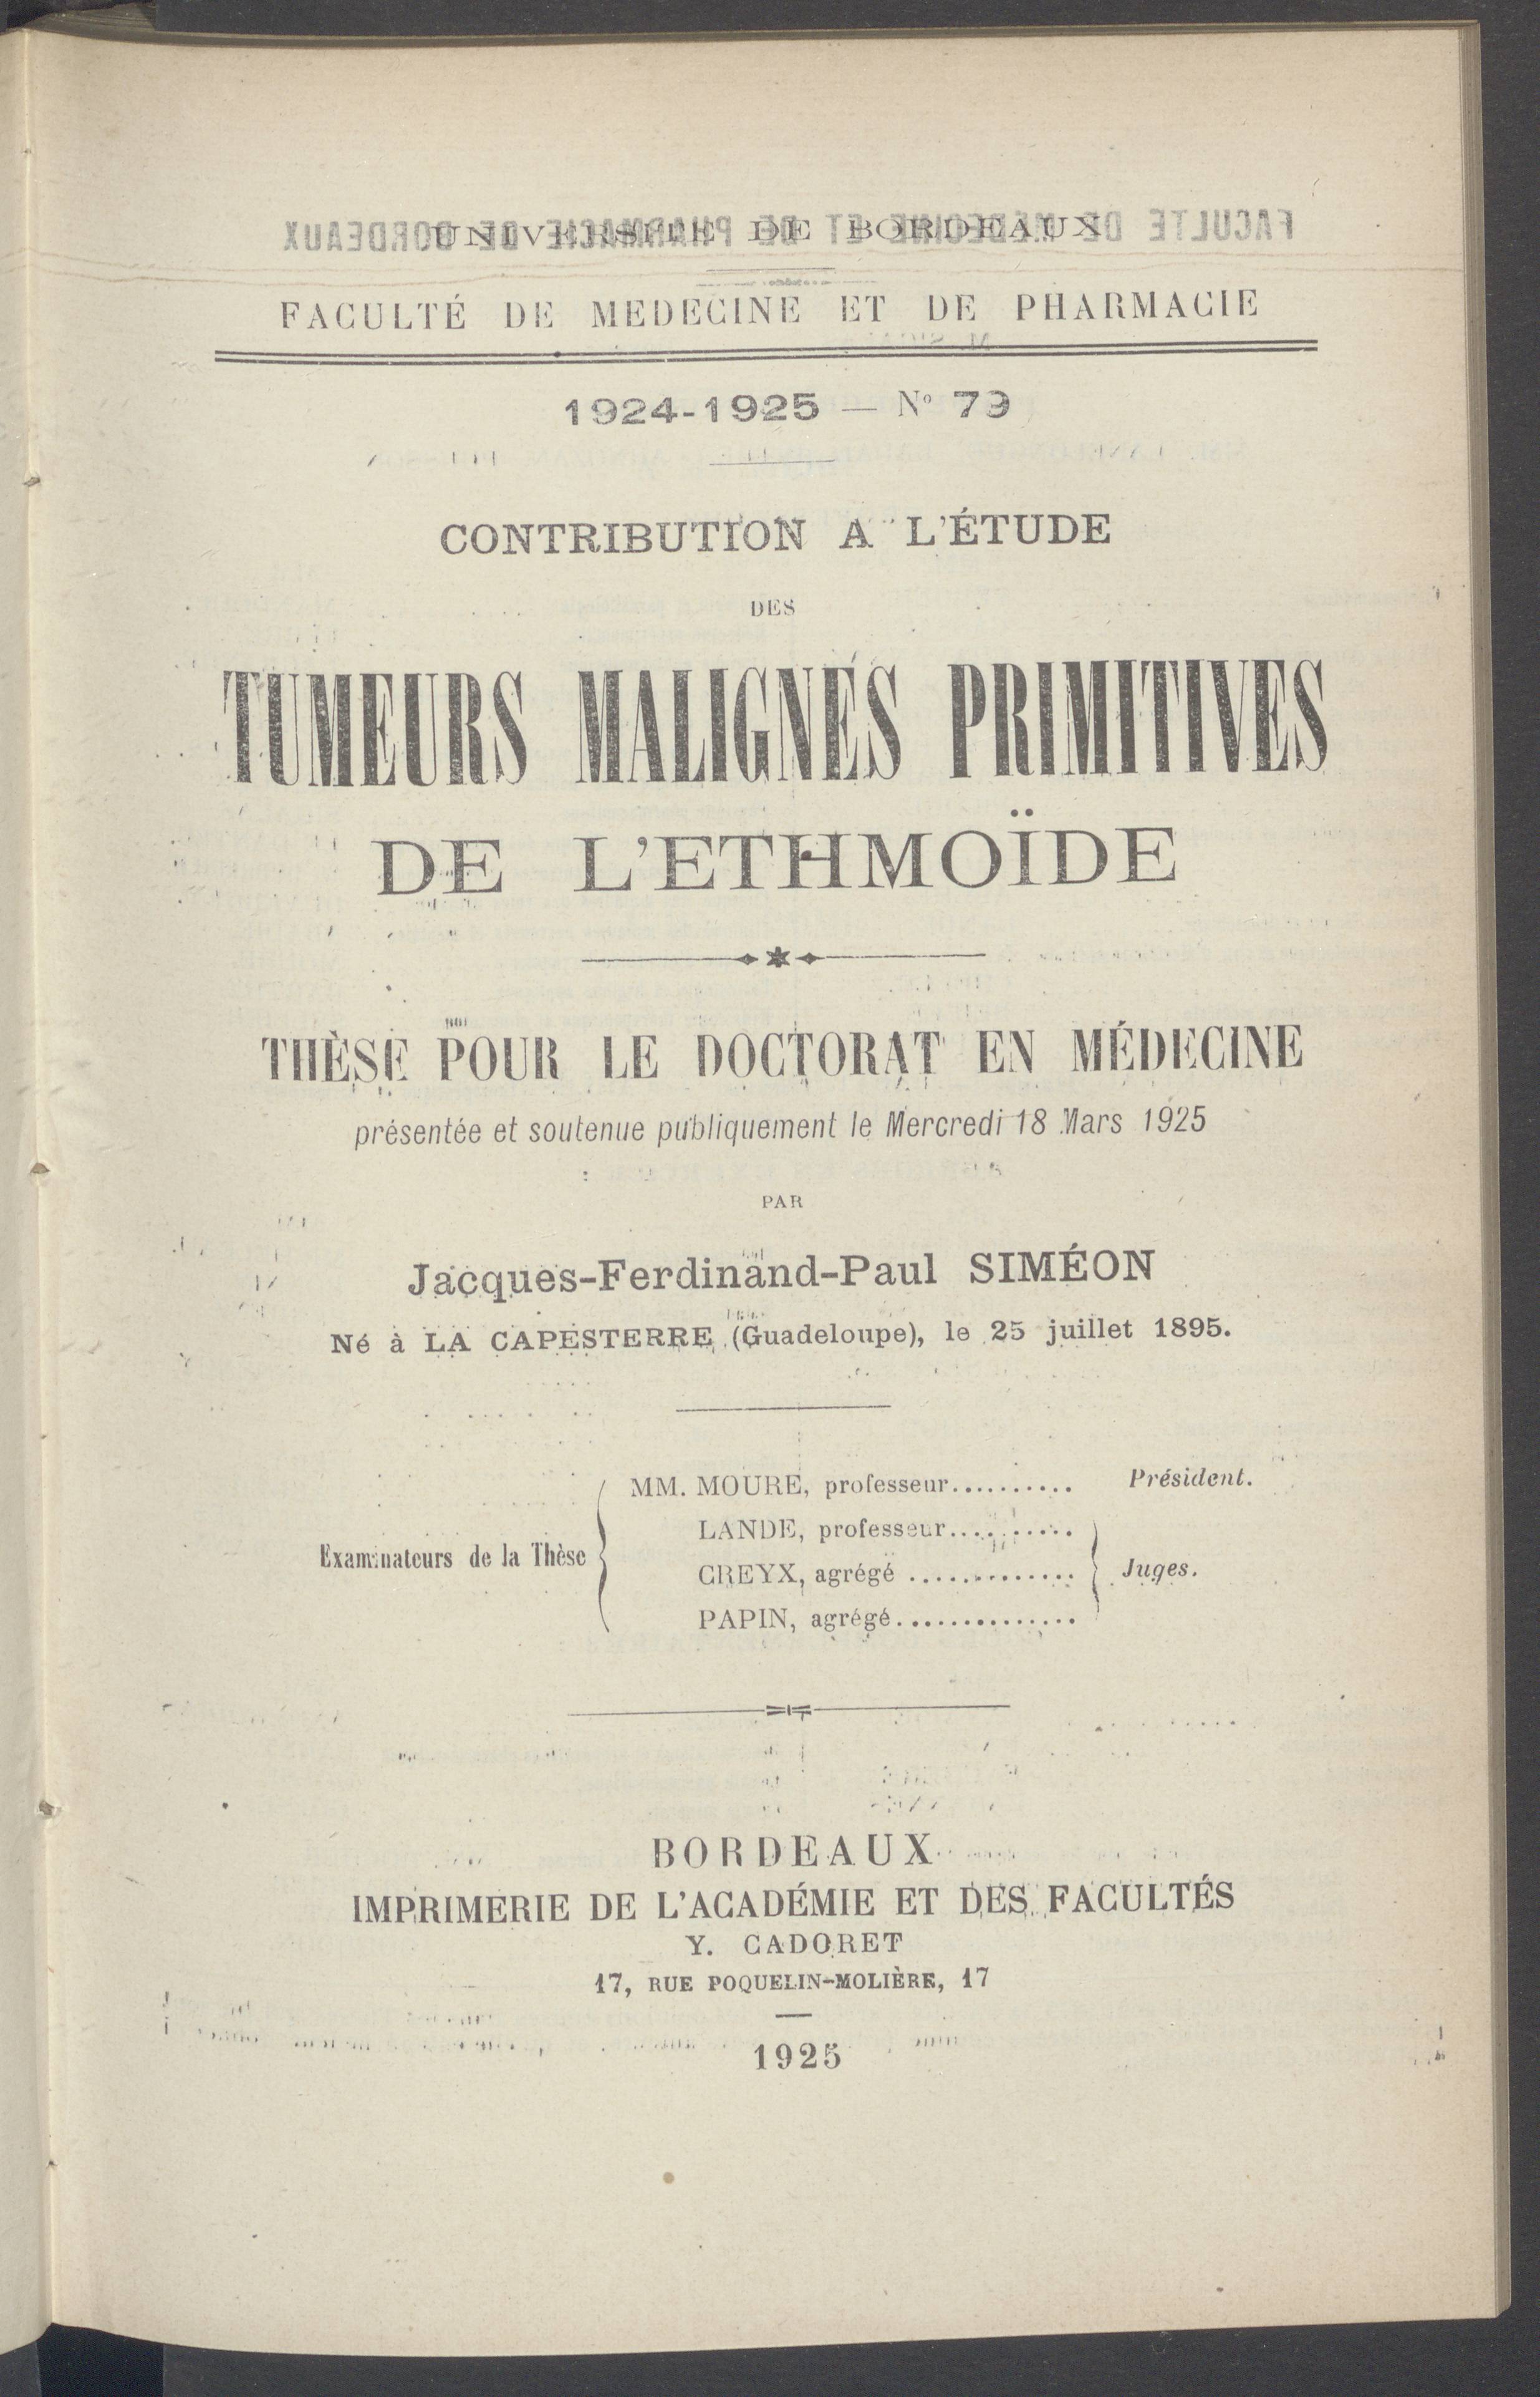 UNIVERSITÉ DE BORDEAUX
FACULTÉ DE MEDECINE ET DE PHARMACIE
1924-1925 — N° 79
CONTRIBUTION A L'ÉTUDE
DES
TUMEURS MALIGNES PRIMITIVES
DE L'ETHMOÏDE
THÈSE POUR LE DOCTORAT EN MÉDECINE
présentée et soutenue publiquement le Mercredi 18 Mars 1925
PAR
Jacques-Ferdinand-Paul SIMÉON
Né à LA CAPESTERRE (Guadeloupe), le 25 juillet 1895.
Examinateurs de la Thèse
MM. MOURE, professeur.......... Président.
LANDE, professeur..........
CREYX, agrégé ............. Juges.
PAPIN, agrégé..............
BORDEAUX
IMPRIMERIE DE L'ACADÉMIE ET DES FACULTÉS
Y. CADORET
17, RUE POQUELIN-MOLIÈRE, 17
1925